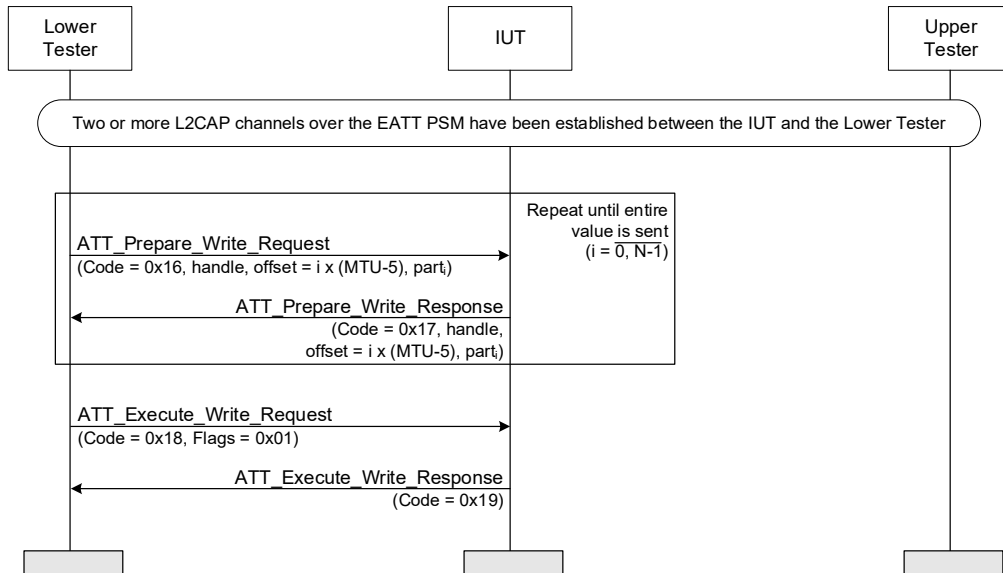 Lower
Tester
IUT
Upper
Tester
Two or more L2CAP channels over the EATT PSM have been established between the IUT and the Lower Tester
Repeat until entire
value is sent
(i = 0, N-1)
ATT_Prepare_Write_Request
(Code = 0x16, handle, offset = i x (MTU-5), partᵢ)
ATT_Prepare_Write_Response
(Code = 0x17, handle,
offset = i x (MTU-5), partᵢ)
ATT_Execute_Write_Request
(Code = 0x18, Flags = 0x01)
ATT_Execute_Write_Response
(Code = 0x19)